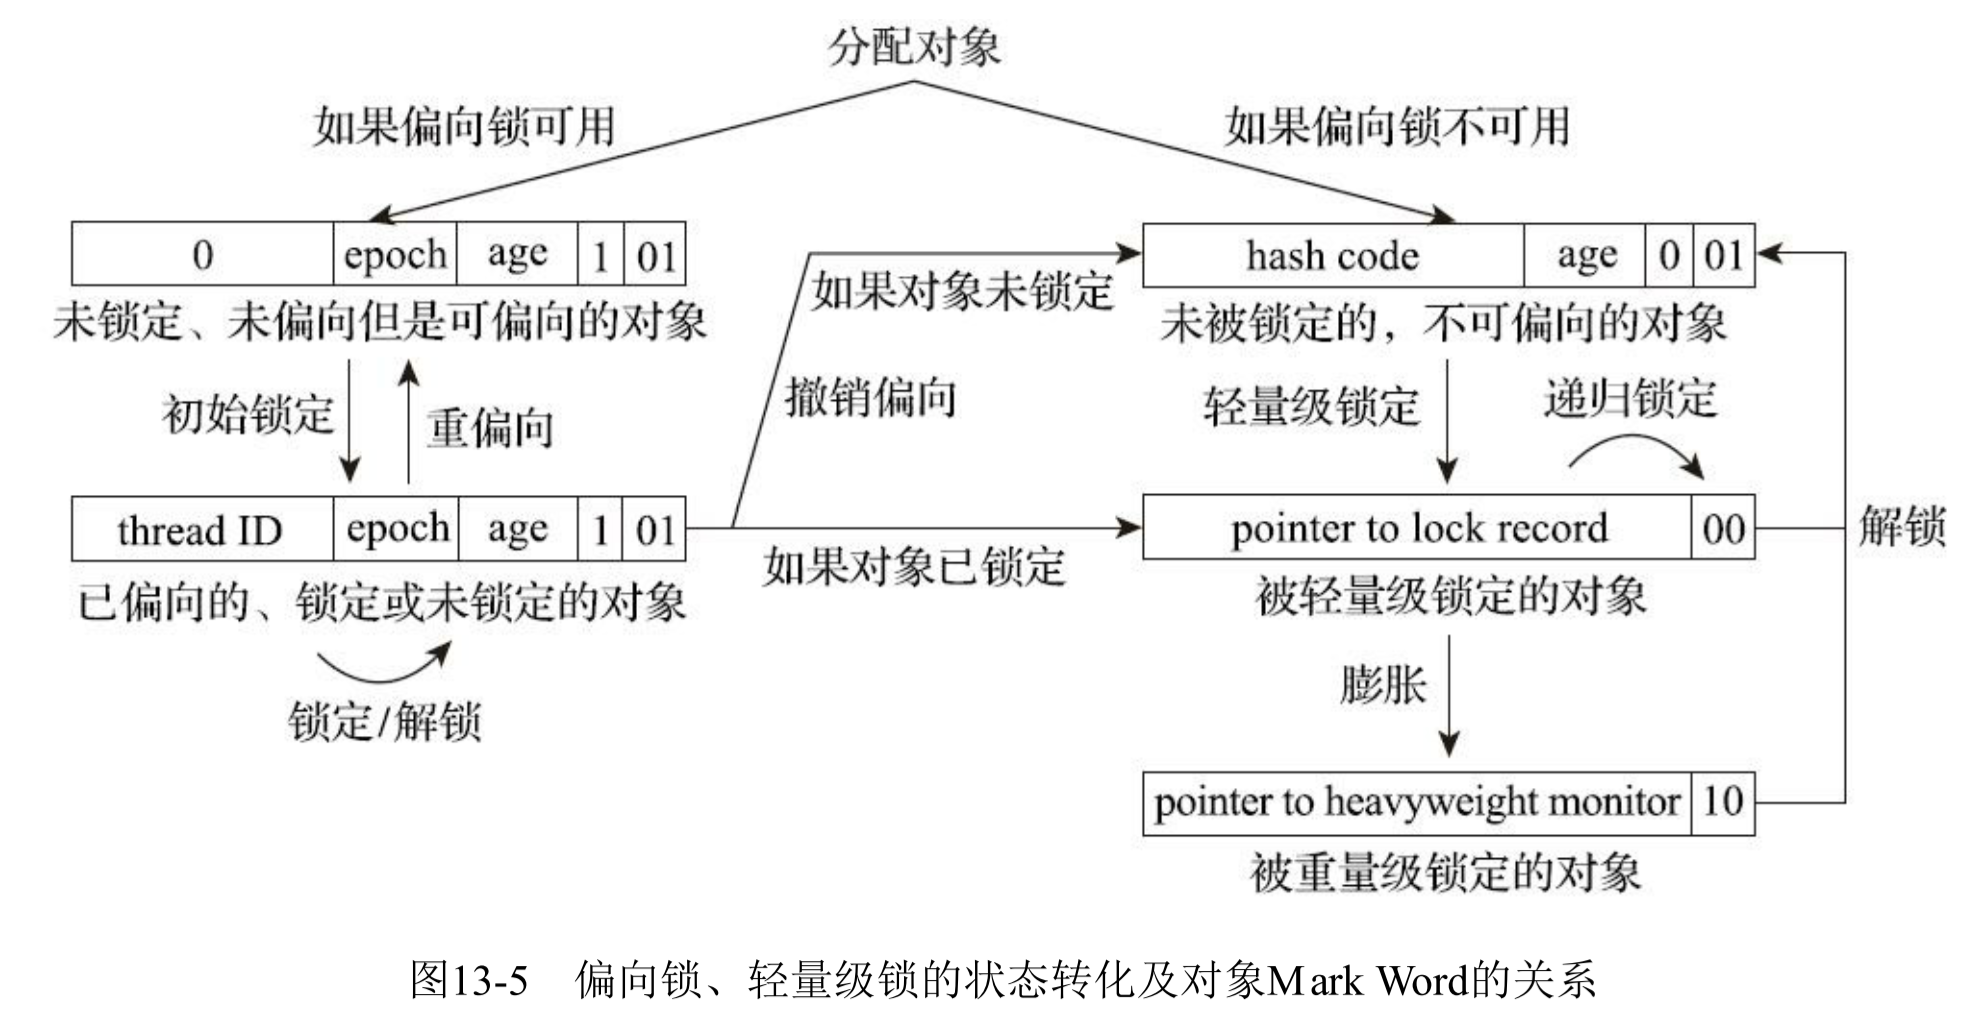 分配对象
如果偏向锁可用
如果偏向锁不可用
0 epoch age 1 01
hash code age 0 01
未锁定、未偏向但是可偏向的对象
如果对象未锁定
未被锁定的，不可偏向的对象
初始锁定
重偏向
撤销偏向
轻量级锁定
递归锁定
thread ID epoch age 1 01
pointer to lock record 00
解锁
如果对象已锁定
已偏向的、锁定或未锁定的对象
被轻量级锁定的对象
锁定/解锁
膨胀
pointer to heavyweight monitor 10
被重量级锁定的对象
图13-5 偏向锁、轻量级锁的状态转化及对象Mark Word的关系